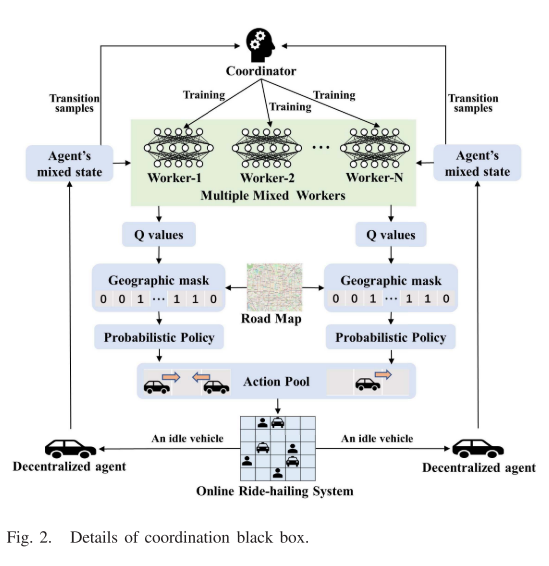 Coordinator
Transition
samples
Training
Training
Training
Transition
samples
Agent's
mixed state
Agent's
mixed state
Worker-1
Worker-2
...
Worker-N
Multiple Mixed Workers
Q values
Q values
Geographic mask
0 0 1 ... 1 1 0
Road Map
Geographic mask
0 0 1 ... 1 1 0
Probabilistic Policy
Probabilistic Policy
Action Pool
An idle vehicle
An idle vehicle
Decentralized agent
Decentralized agent
Online Ride-hailing System
Fig. 2. Details of coordination black box.